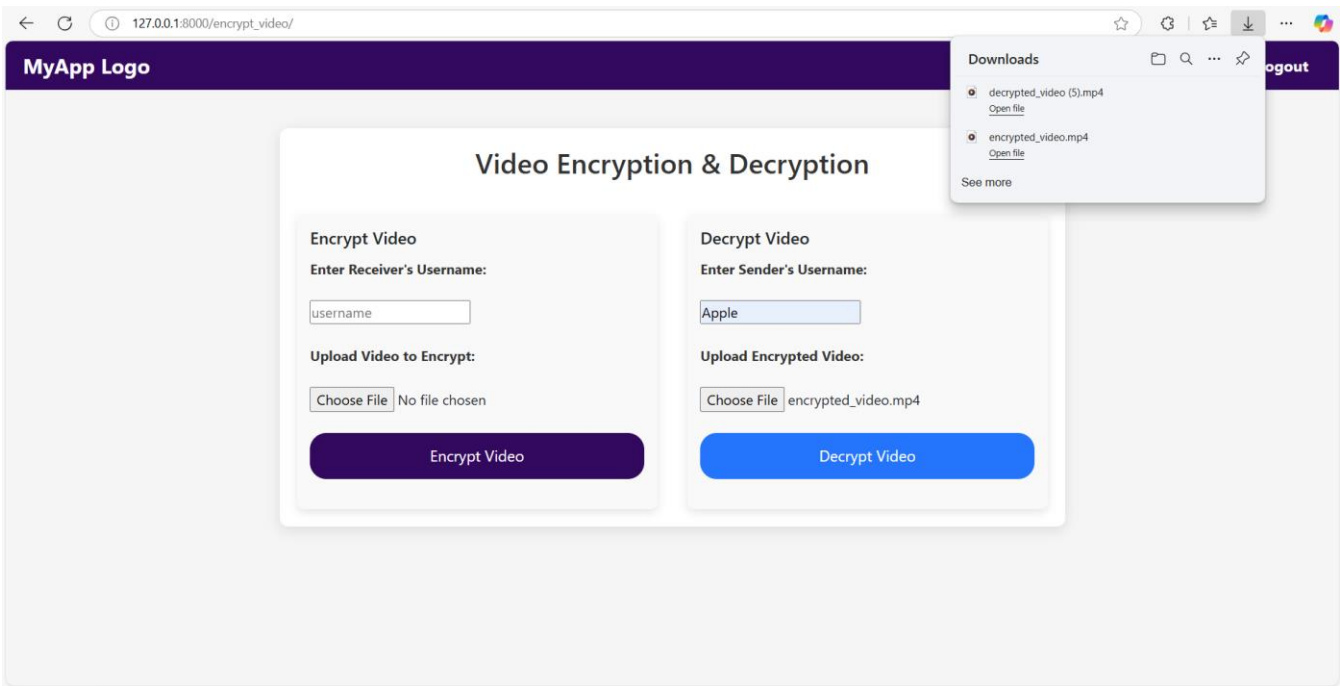 127.0.0.1:8000/encrypt_video/
MyApp Logo
ogout
Downloads
decrypted_video (5).mp4
Open file
encrypted_video.mp4
Open file
See more
Video Encryption & Decryption
Encrypt Video
Enter Receiver's Username:
username
Upload Video to Encrypt:
Choose File No file chosen
Encrypt Video
Decrypt Video
Enter Sender's Username:
Apple
Upload Encrypted Video:
Choose File encrypted_video.mp4
Decrypt Video